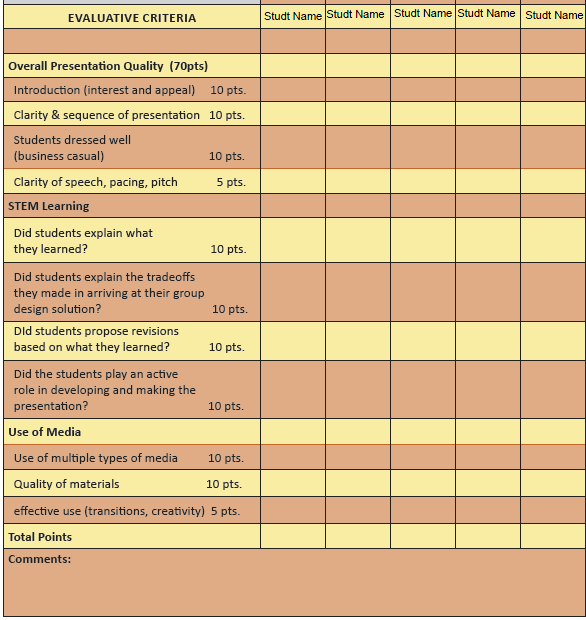 EVALUATIVE CRITERIA Studt Name Studt Name Studt Name Studt Name Studt Name
Overall Presentation Quality (70pts)
Introduction (interest and appeal) 10 pts.
Clarity & sequence of presentation 10 pts.
Students dressed well
(business casual) 10 pts.
Clarity of speech, pacing, pitch 5 pts.
STEM Learning
Did students explain what
they learned? 10 pts.
Did students explain the tradeoffs
they made in arriving at their group
design solution? 10 pts.
DId students propose revisions
based on what they learned? 10 pts.
Did the students play an active
role in developing and making the
presentation? 10 pts.
Use of Media
Use of multiple types of media 10 pts.
Quality of materials 10 pts.
effective use (transitions, creativity) 5 pts.
Total Points
Comments: